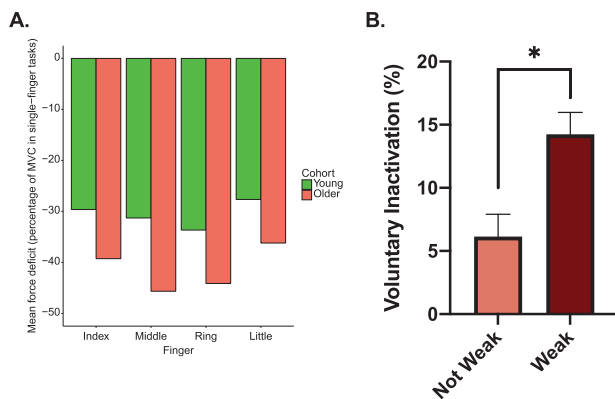 A.
Mean force deficit (percentage of MVC in single−finger tasks)
0
−10
−20
−30
−40
−50
Index Middle Ring Little
Finger
Cohort
Young
Older
B.
Voluntary Inactivation (%)
20
15
10
5
0
*
Not Weak
Weak